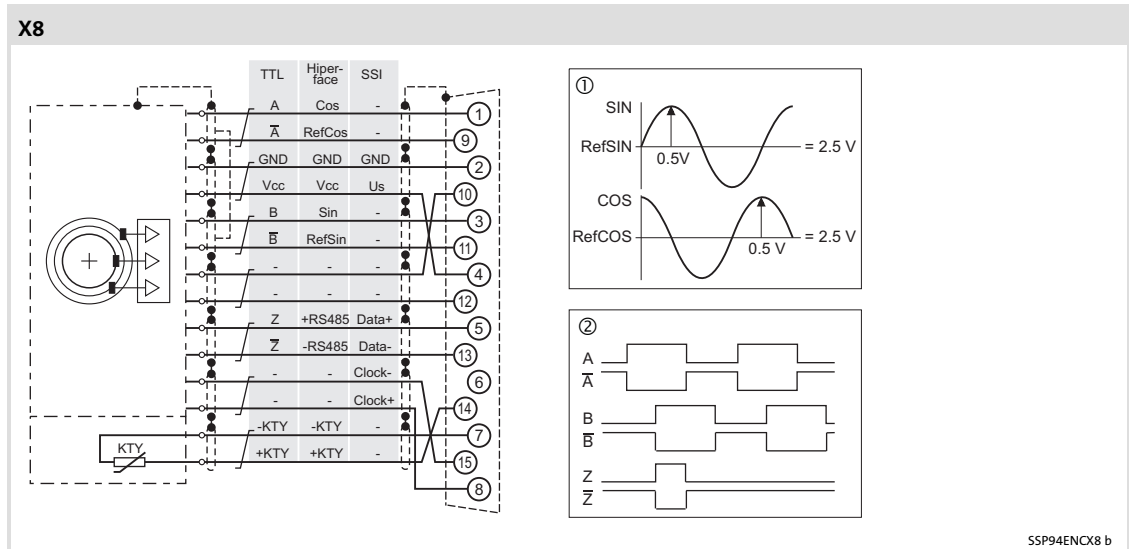 X8
TTL Hiper-face SSI
A Cos - 1
A̅ RefCos - 9
GND GND GND 2
Vcc Vcc Us 10
B Sin - 3
B̅ RefSin - 11
- - - 4
- - - 12
Z +RS485 Data+ 5
Z̅ -RS485 Data- 13
- - Clock- 6
- - Clock+ 14
-KTY -KTY - 7
+KTY +KTY - 15
8
KTY
①
SIN
RefSIN 0.5V = 2.5 V
COS
RefCOS 0.5 V = 2.5 V
②
A
A̅
B
B̅
Z
Z̅
SSP94ENCX8 b